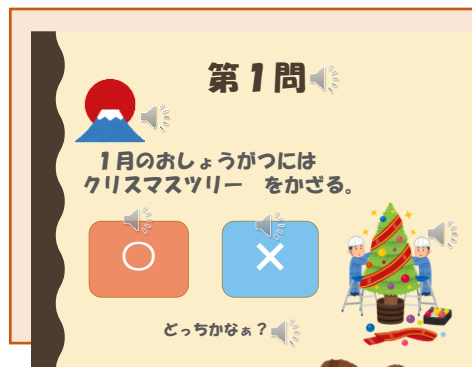 第1問
1月のおしょうがつには
クリスマスツリー をかざる。
○ ×
どっちかなぁ?